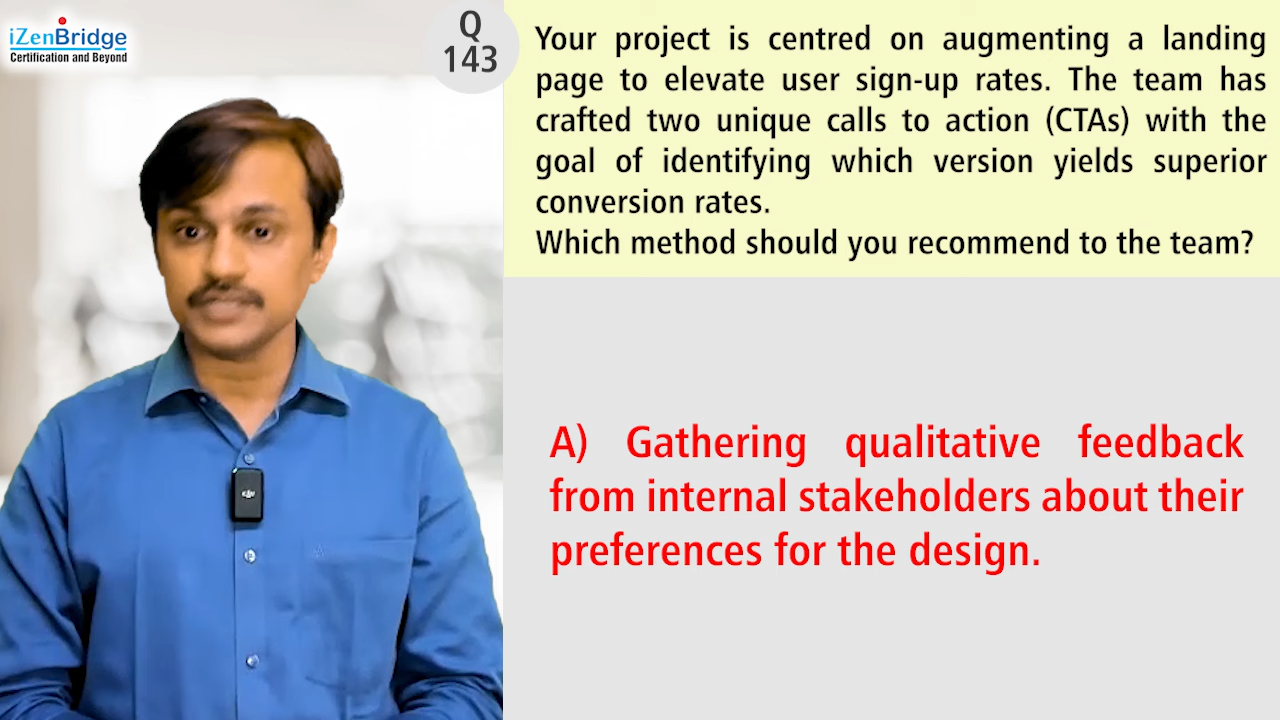 iZenBridge
Certification and Beyond
Q
143
Your project is centred on augmenting a landing
page to elevate user sign-up rates. The team has
crafted two unique calls to action (CTAs) with the
goal of identifying which version yields superior
conversion rates.
Which method should you recommend to the team?
A) Gathering qualitative feedback
from internal stakeholders about their
preferences for the design.